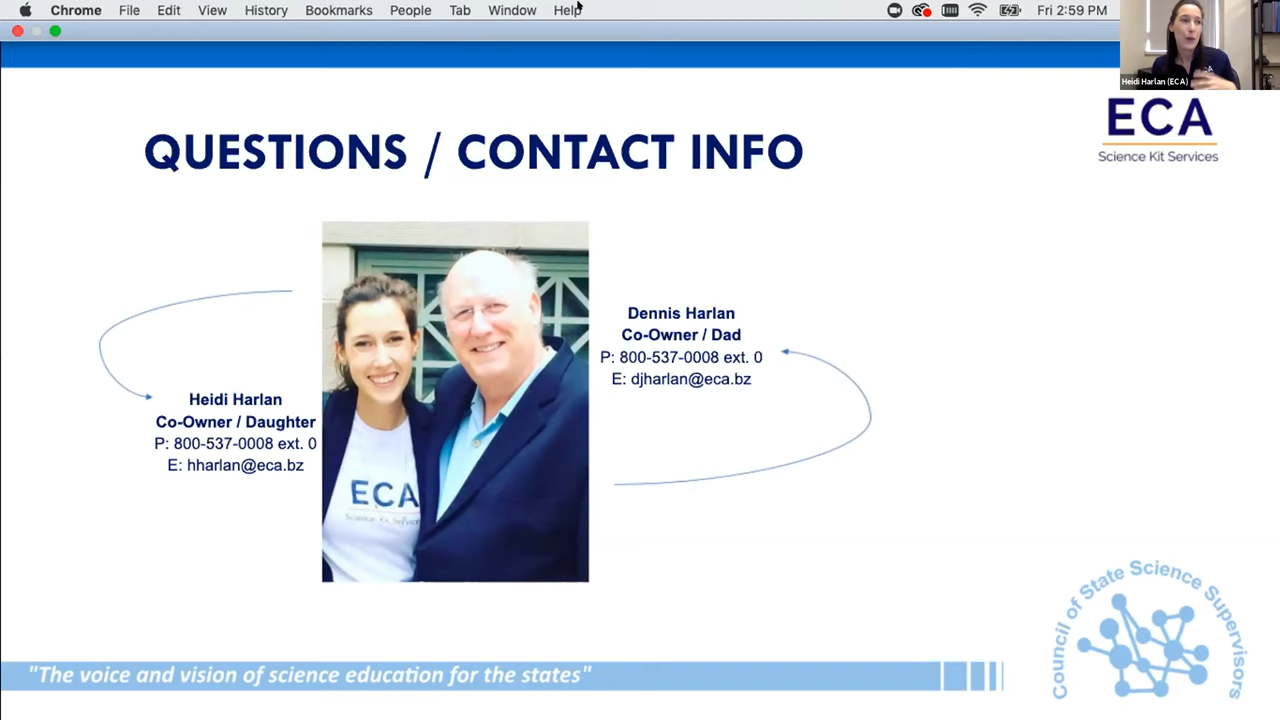 Chrome File Edit View History Bookmarks People Tab Window Help
Fri 2:59 PM
Heidi Harlan (ECA)
ECA
Science Kit Services
QUESTIONS / CONTACT INFO
Dennis Harlan
Co-Owner / Dad
P: 800-537-0008 ext. 0
E: djharlan@eca.bz
Heidi Harlan
Co-Owner / Daughter
P: 800-537-0008 ext. 0
E: hharlan@eca.bz
ECA
Science Kit Services
Council of State Science Supervisors
"The voice and vision of science education for the states"